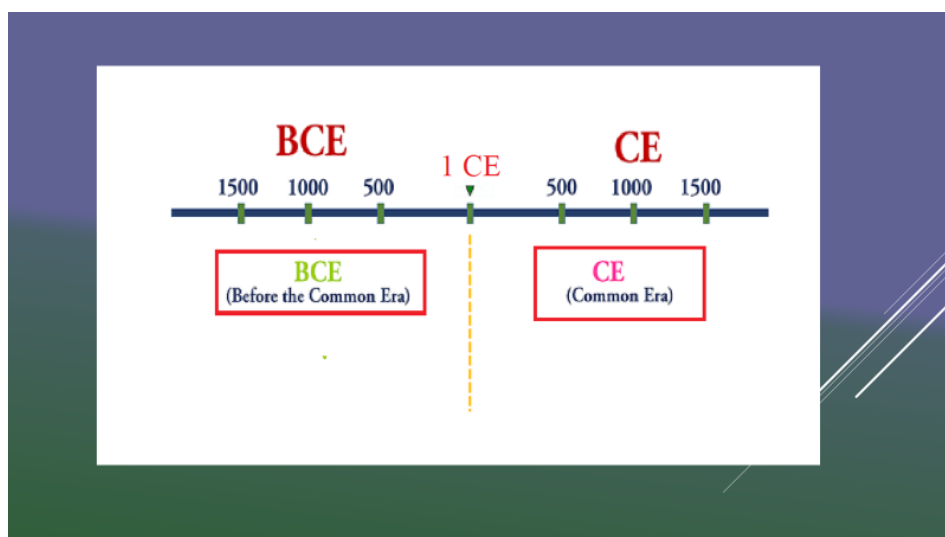 BCE
CE
1 CE
1500 1000 500 500 1000 1500
BCE
(Before the Common Era)
CE
(Common Era)